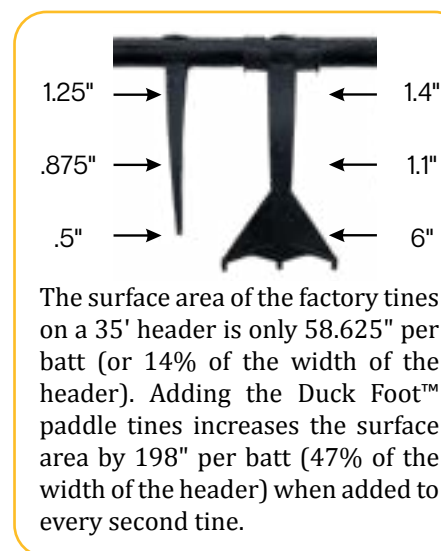 1.25" 1.4"
.875" 1.1"
.5" 6"
The surface area of the factory tines
on a 35' header is only 58.625" per
batt (or 14% of the width of the
header). Adding the Duck Foot™
paddle tines increases the surface
area by 198" per batt (47% of the
width of the header) when added to
every second tine.